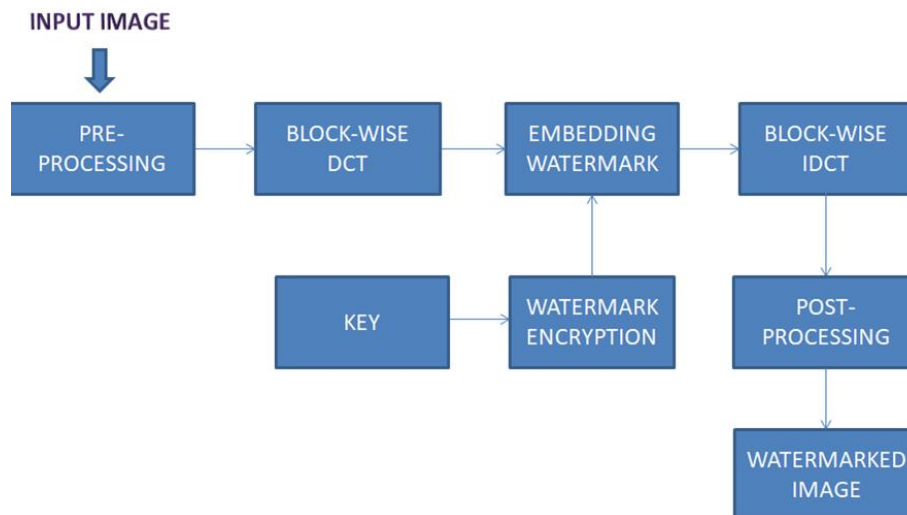 INPUT IMAGE
PRE-
PROCESSING
BLOCK-WISE
DCT
EMBEDDING
WATERMARK
BLOCK-WISE
IDCT
KEY
WATERMARK
ENCRYPTION
POST-
PROCESSING
WATERMARKED
IMAGE